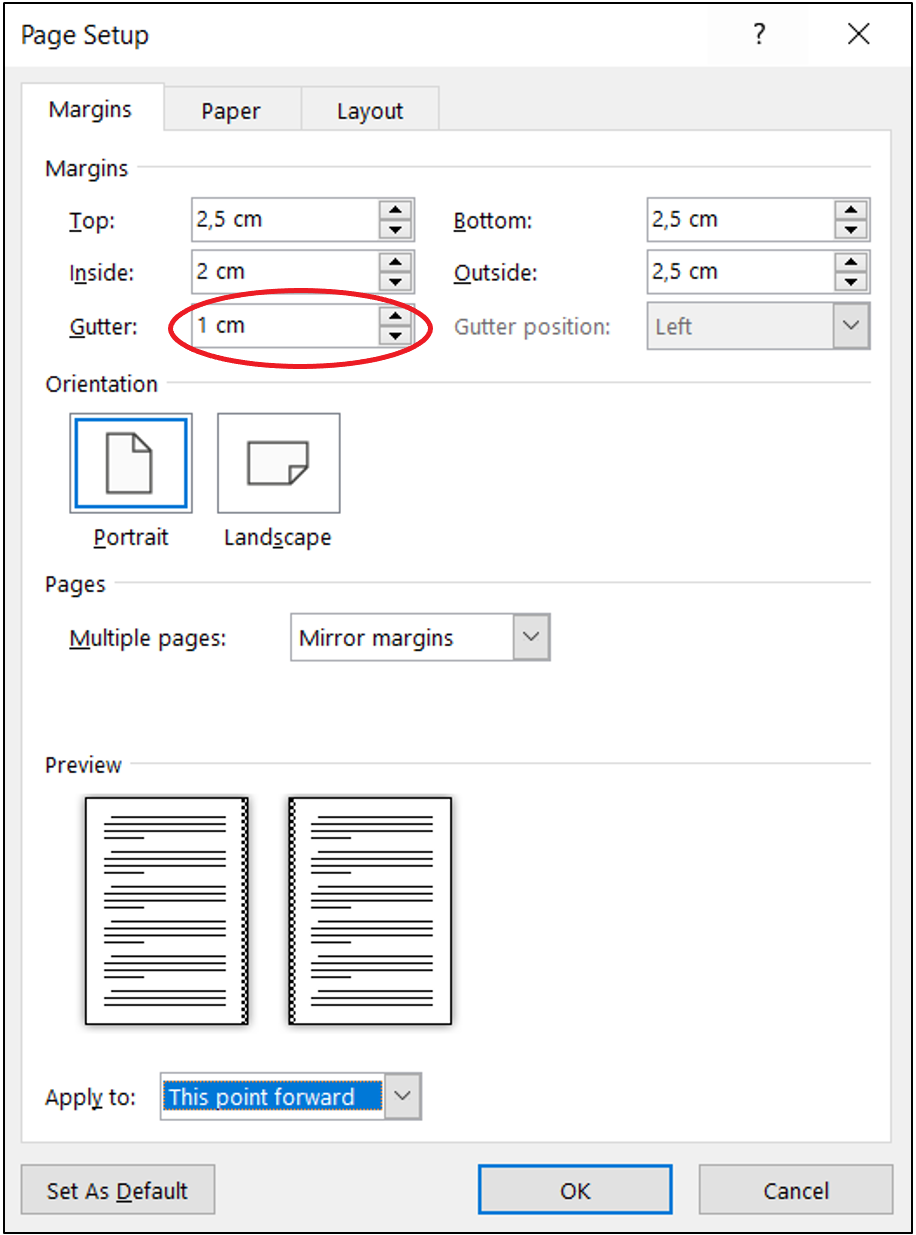 Page Setup ?
Margins Paper Layout
Margins
Top: 2,5 cm Bottom: 2,5 cm
Inside: 2 cm Outside: 2,5 cm
Gutter: 1 cm Gutter position: Left
Orientation
Portrait Landscape
Pages
Multiple pages: Mirror margins
Preview
Apply to: This point forward
Set As Default OK Cancel